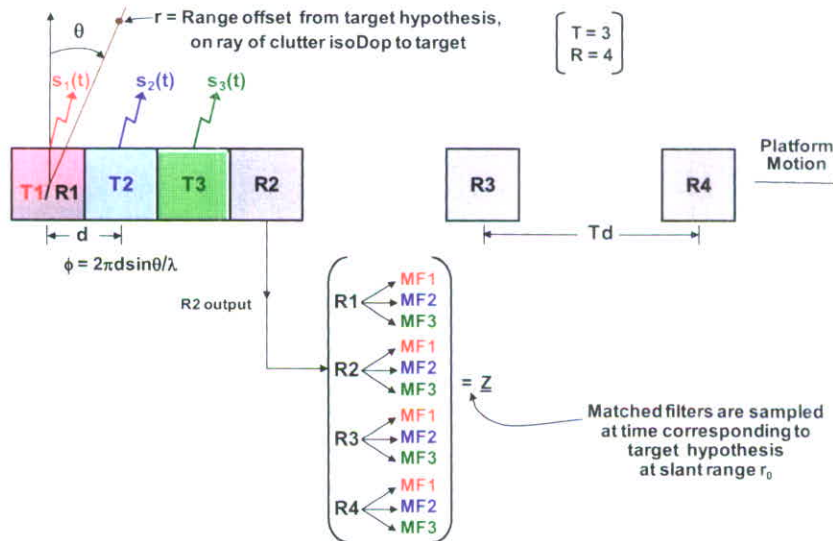 r = Range offset from target hypothesis,
on ray of clutter isoDop to target
T = 3
R = 4
θ
s₁(t)
s₂(t)
s₃(t)
T1/ R1
T2
T3
R2
R3
R4
Platform
Motion
d
Td
ϕ = 2πdsinθ/λ
R2 output
R1
MF1
MF2
MF3
R2
MF1
MF2
MF3
R3
MF1
MF2
MF3
R4
MF1
MF2
MF3
= Z
Matched filters are sampled
at time corresponding to
target hypothesis
at slant range r₀